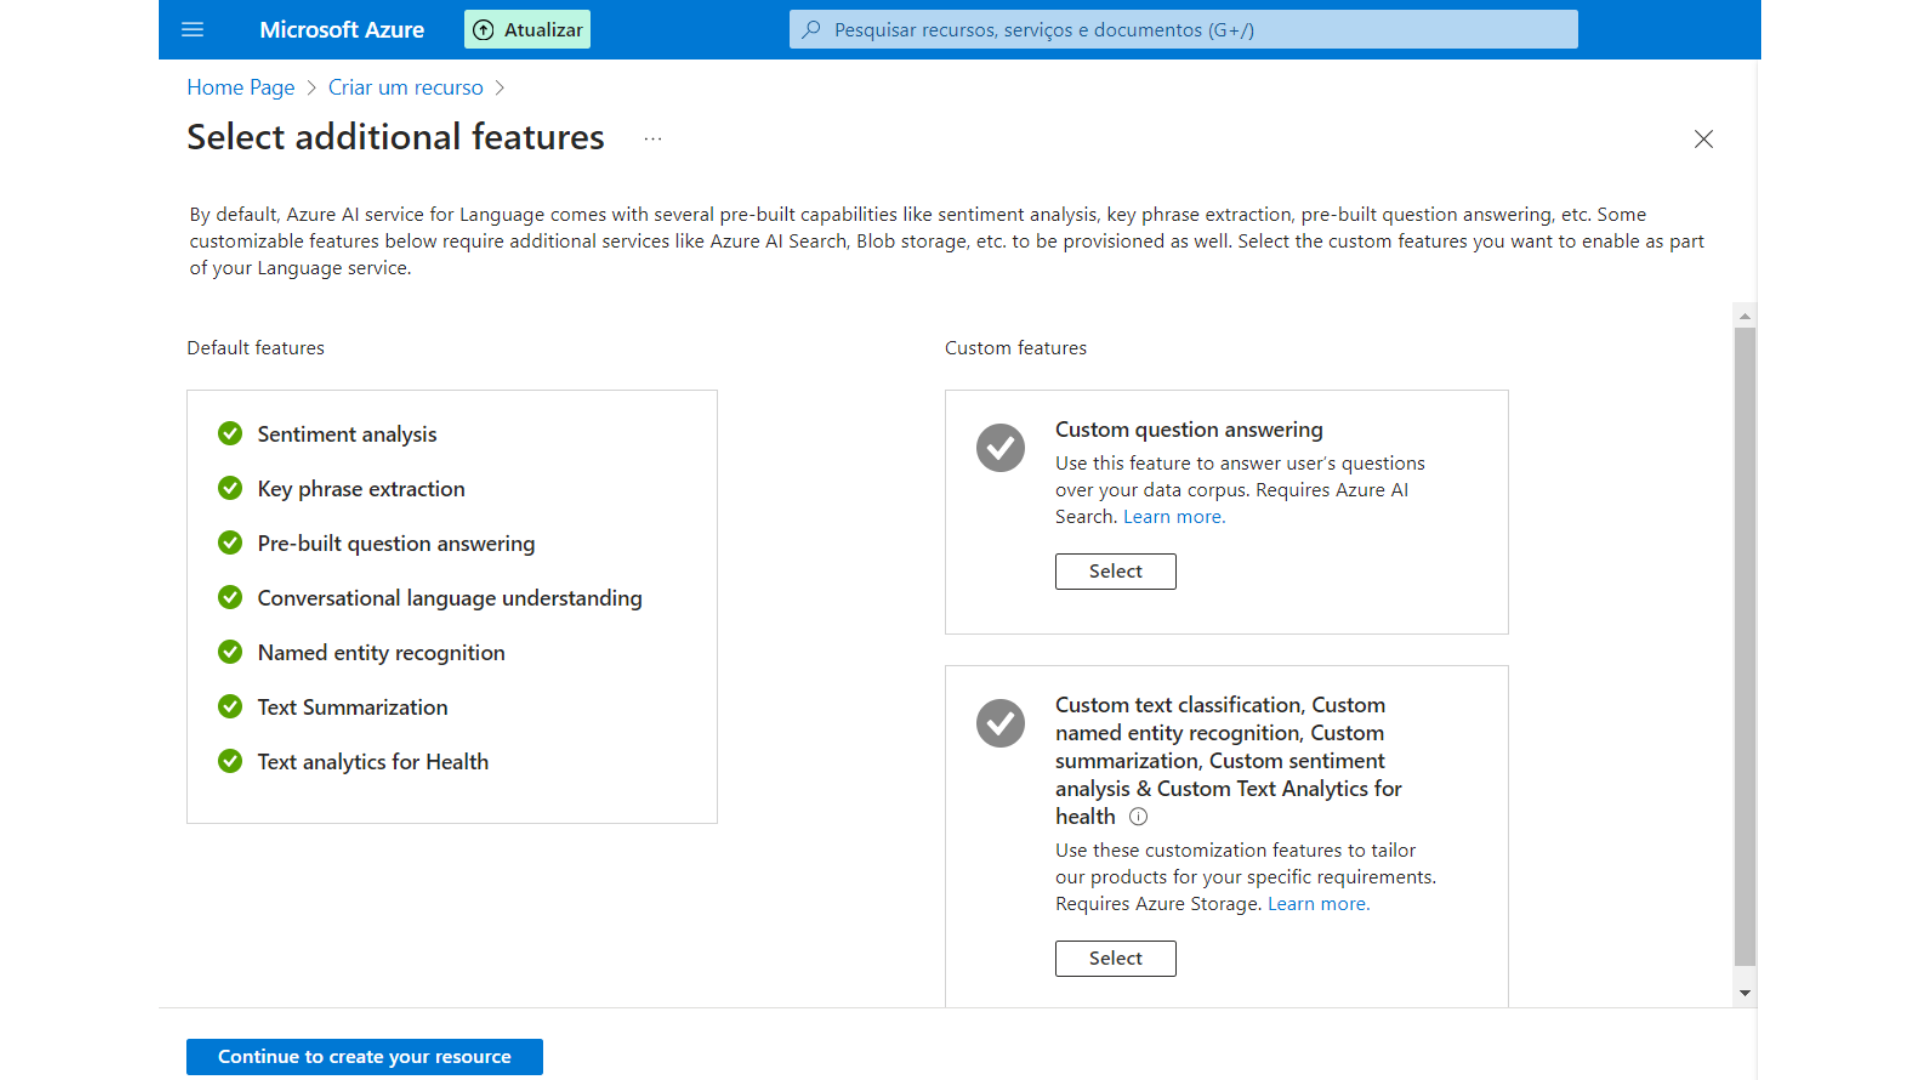 Microsoft Azure
Atualizar
Pesquisar recursos, serviços e documentos (G+/)
Home Page > Criar um recurso >
Select additional features ...
By default, Azure AI service for Language comes with several pre-built capabilities like sentiment analysis, key phrase extraction, pre-built question answering, etc. Some
customizable features below require additional services like Azure AI Search, Blob storage, etc. to be provisioned as well. Select the custom features you want to enable as part
of your Language service.
Default features
Sentiment analysis
Key phrase extraction
Pre-built question answering
Conversational language understanding
Named entity recognition
Text Summarization
Text analytics for Health
Custom features
Custom question answering
Use this feature to answer user's questions
over your data corpus. Requires Azure AI
Search. Learn more.
Select
Custom text classification, Custom
named entity recognition, Custom
summarization, Custom sentiment
analysis & Custom Text Analytics for
health
Use these customization features to tailor
our products for your specific requirements.
Requires Azure Storage. Learn more.
Select
Continue to create your resource